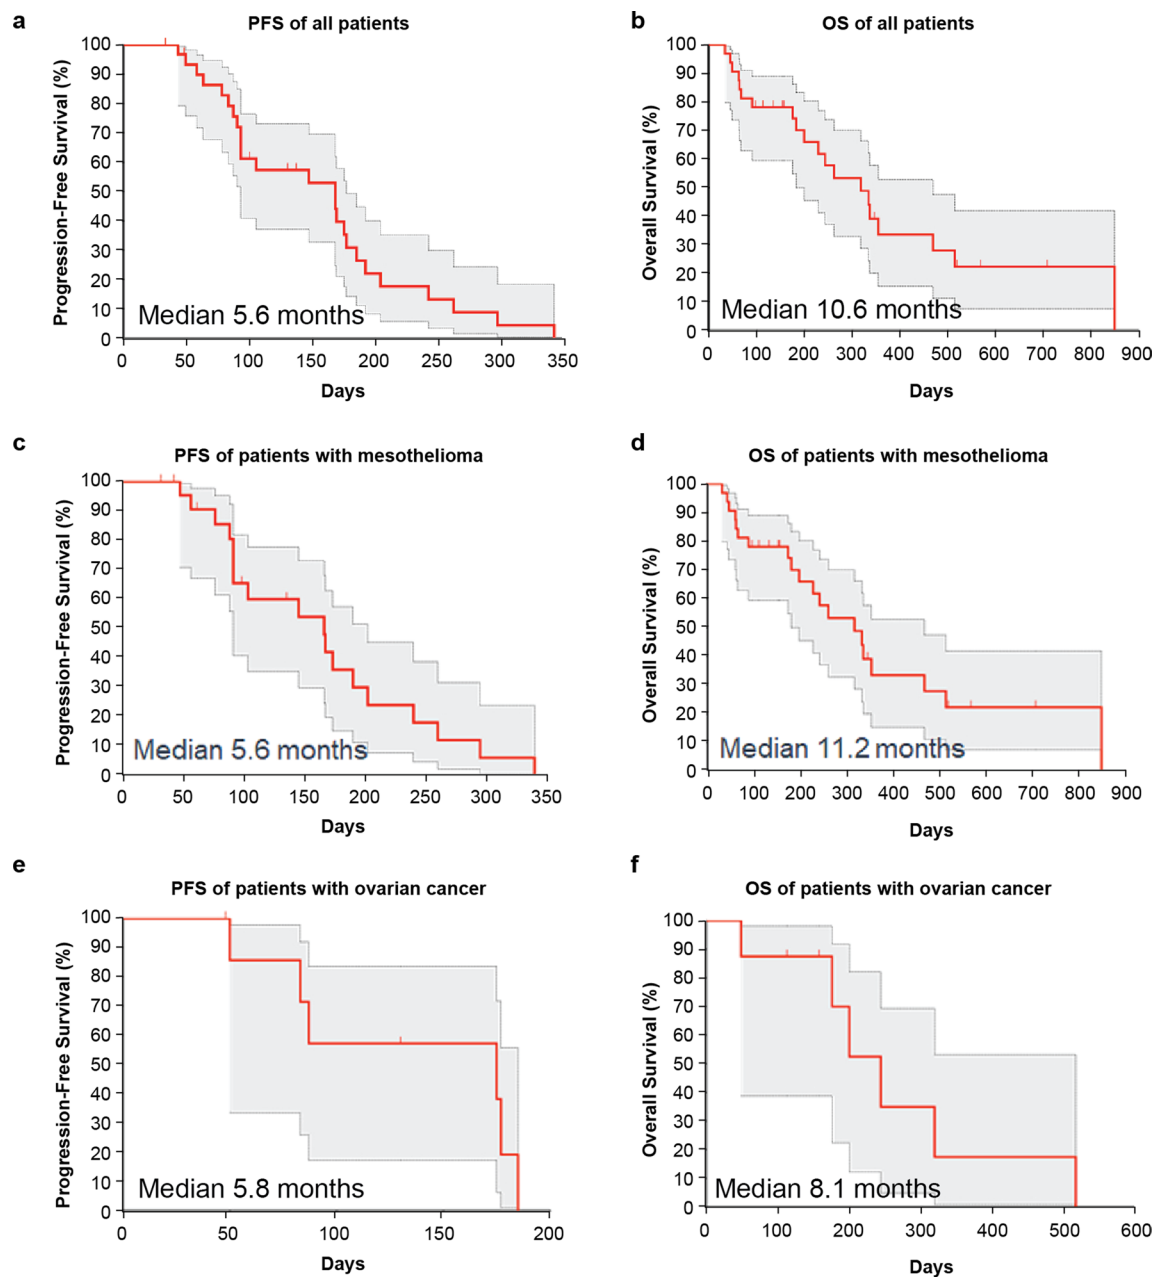 a
PFS of all patients
Progression-Free Survival (%)
100
90
80
70
60
50
40
30
20
10
0
Median 5.6 months
0 50 100 150 200 250 300 350
Days
b
OS of all patients
Overall Survival (%)
100
90
80
70
60
50
40
30
20
10
0
Median 10.6 months
0 100 200 300 400 500 600 700 800 900
Days
c
PFS of patients with mesothelioma
Progression-Free Survival (%)
100
90
80
70
60
50
40
30
20
10
0
Median 5.6 months
0 50 100 150 200 250 300 350
Days
d
OS of patients with mesothelioma
Overall Survival (%)
100
90
80
70
60
50
40
30
20
10
0
Median 11.2 months
0 100 200 300 400 500 600 700 800 900
Days
e
PFS of patients with ovarian cancer
Progression-Free Survival (%)
100
90
80
70
60
50
40
30
20
10
0
Median 5.8 months
0 50 100 150 200
Days
f
OS of patients with ovarian cancer
Overall Survival (%)
100
90
80
70
60
50
40
30
20
10
0
Median 8.1 months
0 100 200 300 400 500 600
Days